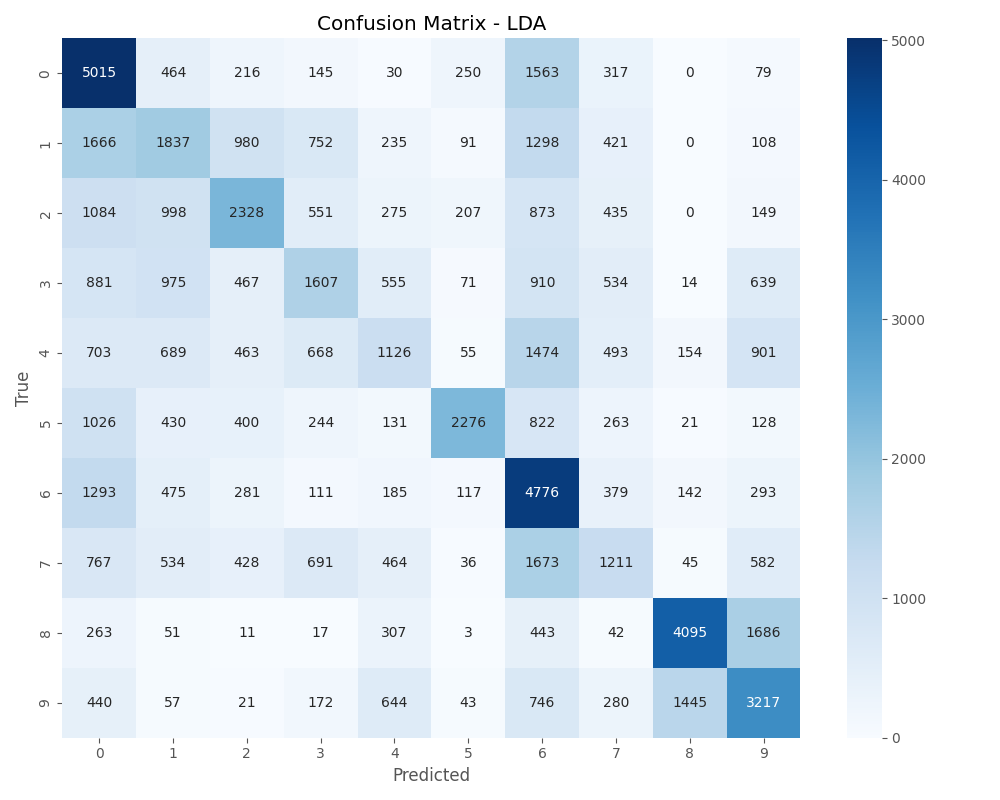 Confusion Matrix - LDA
True
0 5015 464 216 145 30 250 1563 317 0 79
1 1666 1837 980 752 235 91 1298 421 0 108
2 1084 998 2328 551 275 207 873 435 0 149
3 881 975 467 1607 555 71 910 534 14 639
4 703 689 463 668 1126 55 1474 493 154 901
5 1026 430 400 244 131 2276 822 263 21 128
6 1293 475 281 111 185 117 4776 379 142 293
7 767 534 428 691 464 36 1673 1211 45 582
8 263 51 11 17 307 3 443 42 4095 1686
9 440 57 21 172 644 43 746 280 1445 3217
0 1 2 3 4 5 6 7 8 9
Predicted
5000
4000
3000
2000
1000
0